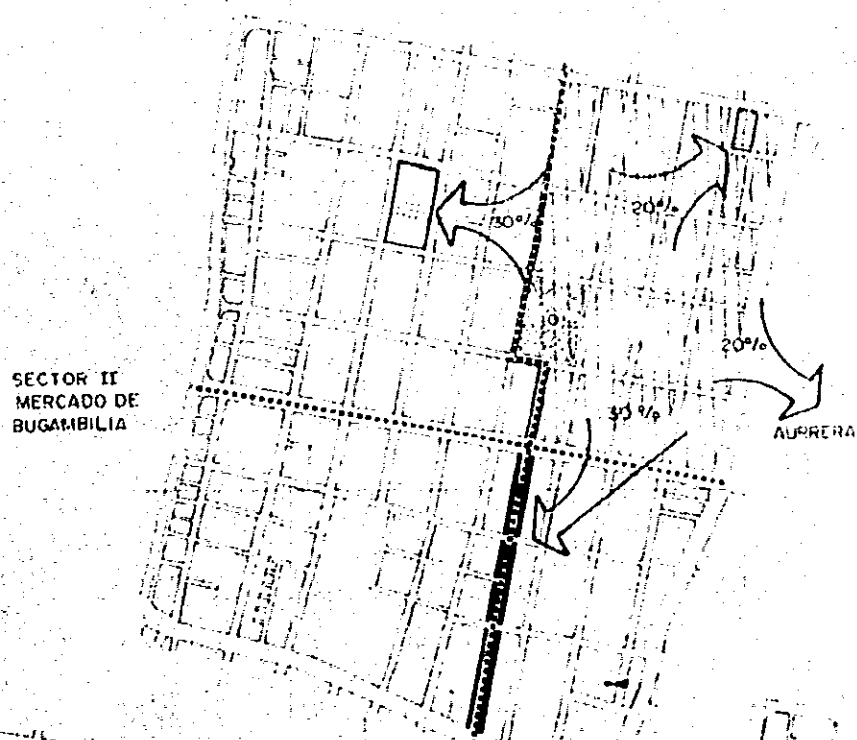 30%
20%
20%
SECTOR II
MERCADO DE
BUGAMBILIA
AURRERA